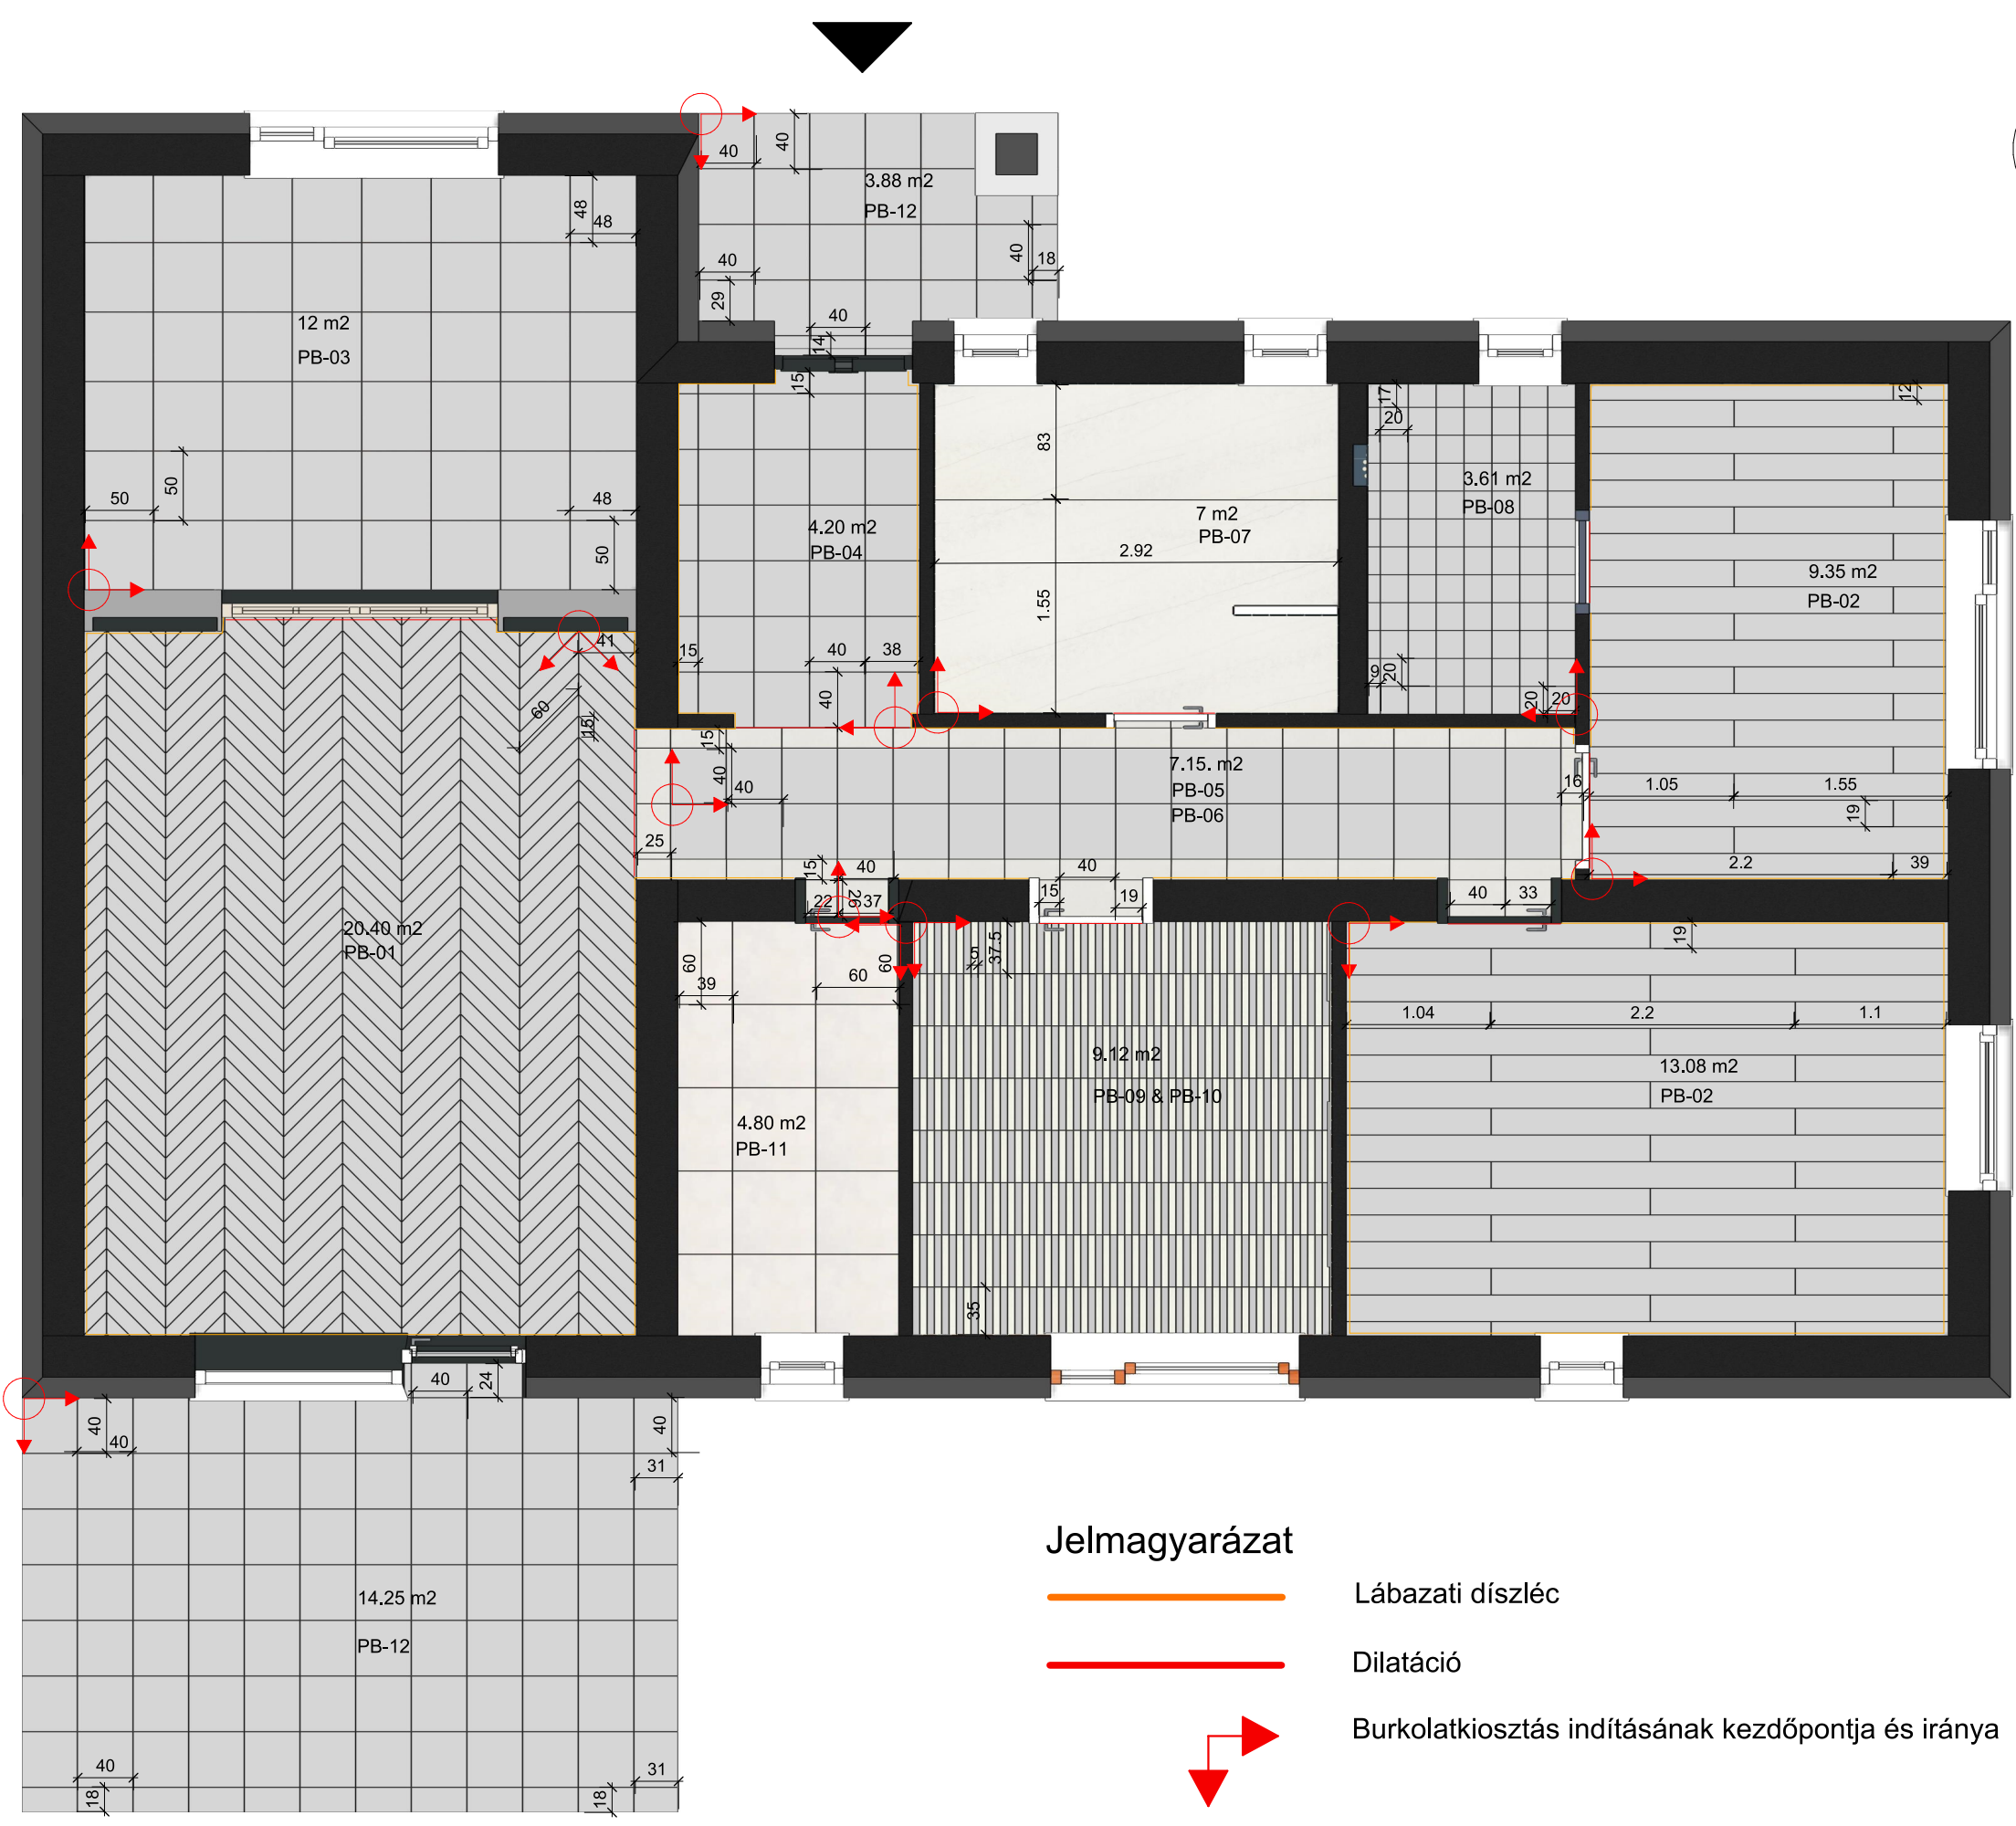 40
40
3.88 m2
PB-12
48
48
40
18
40
29
40
14
12 m2
PB-03
15
17
20
12
83
50
50
48
50
4.20 m2
PB-04
7 m2
PB-07
2.92
1.55
3.61 m2
PB-08
9.35 m2
PB-02
41
60
15
15
40
38
40
9
20
20
20
15
40
40
7.15. m2
PB-05
PB-06
16
1.05
1.55
19
25
15
40
40
2.2
39
22
26
37
15
19
40
33
20.40 m2
PB-01
60
39
60
60
5
37.5
19
1.04
2.2
1.1
9.12 m2
PB-09 & PB-10
13.08 m2
PB-02
4.80 m2
PB-11
35
40
24
40
40
40
31
14.25 m2
PB-12
40
18
31
18
Jelmagyarázat
Lábazati díszléc
Dilatáció
Burkolatkiosztás indításának kezdőpontja és iránya